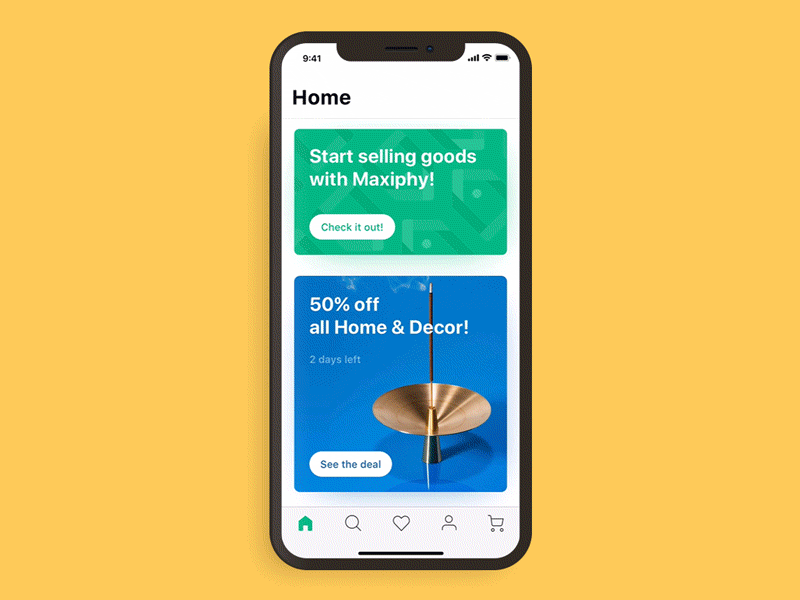 9:41
Home
Start selling goods
with Maxiphy!
Check it out!
50% off
all Home & Decor!
2 days left
See the deal